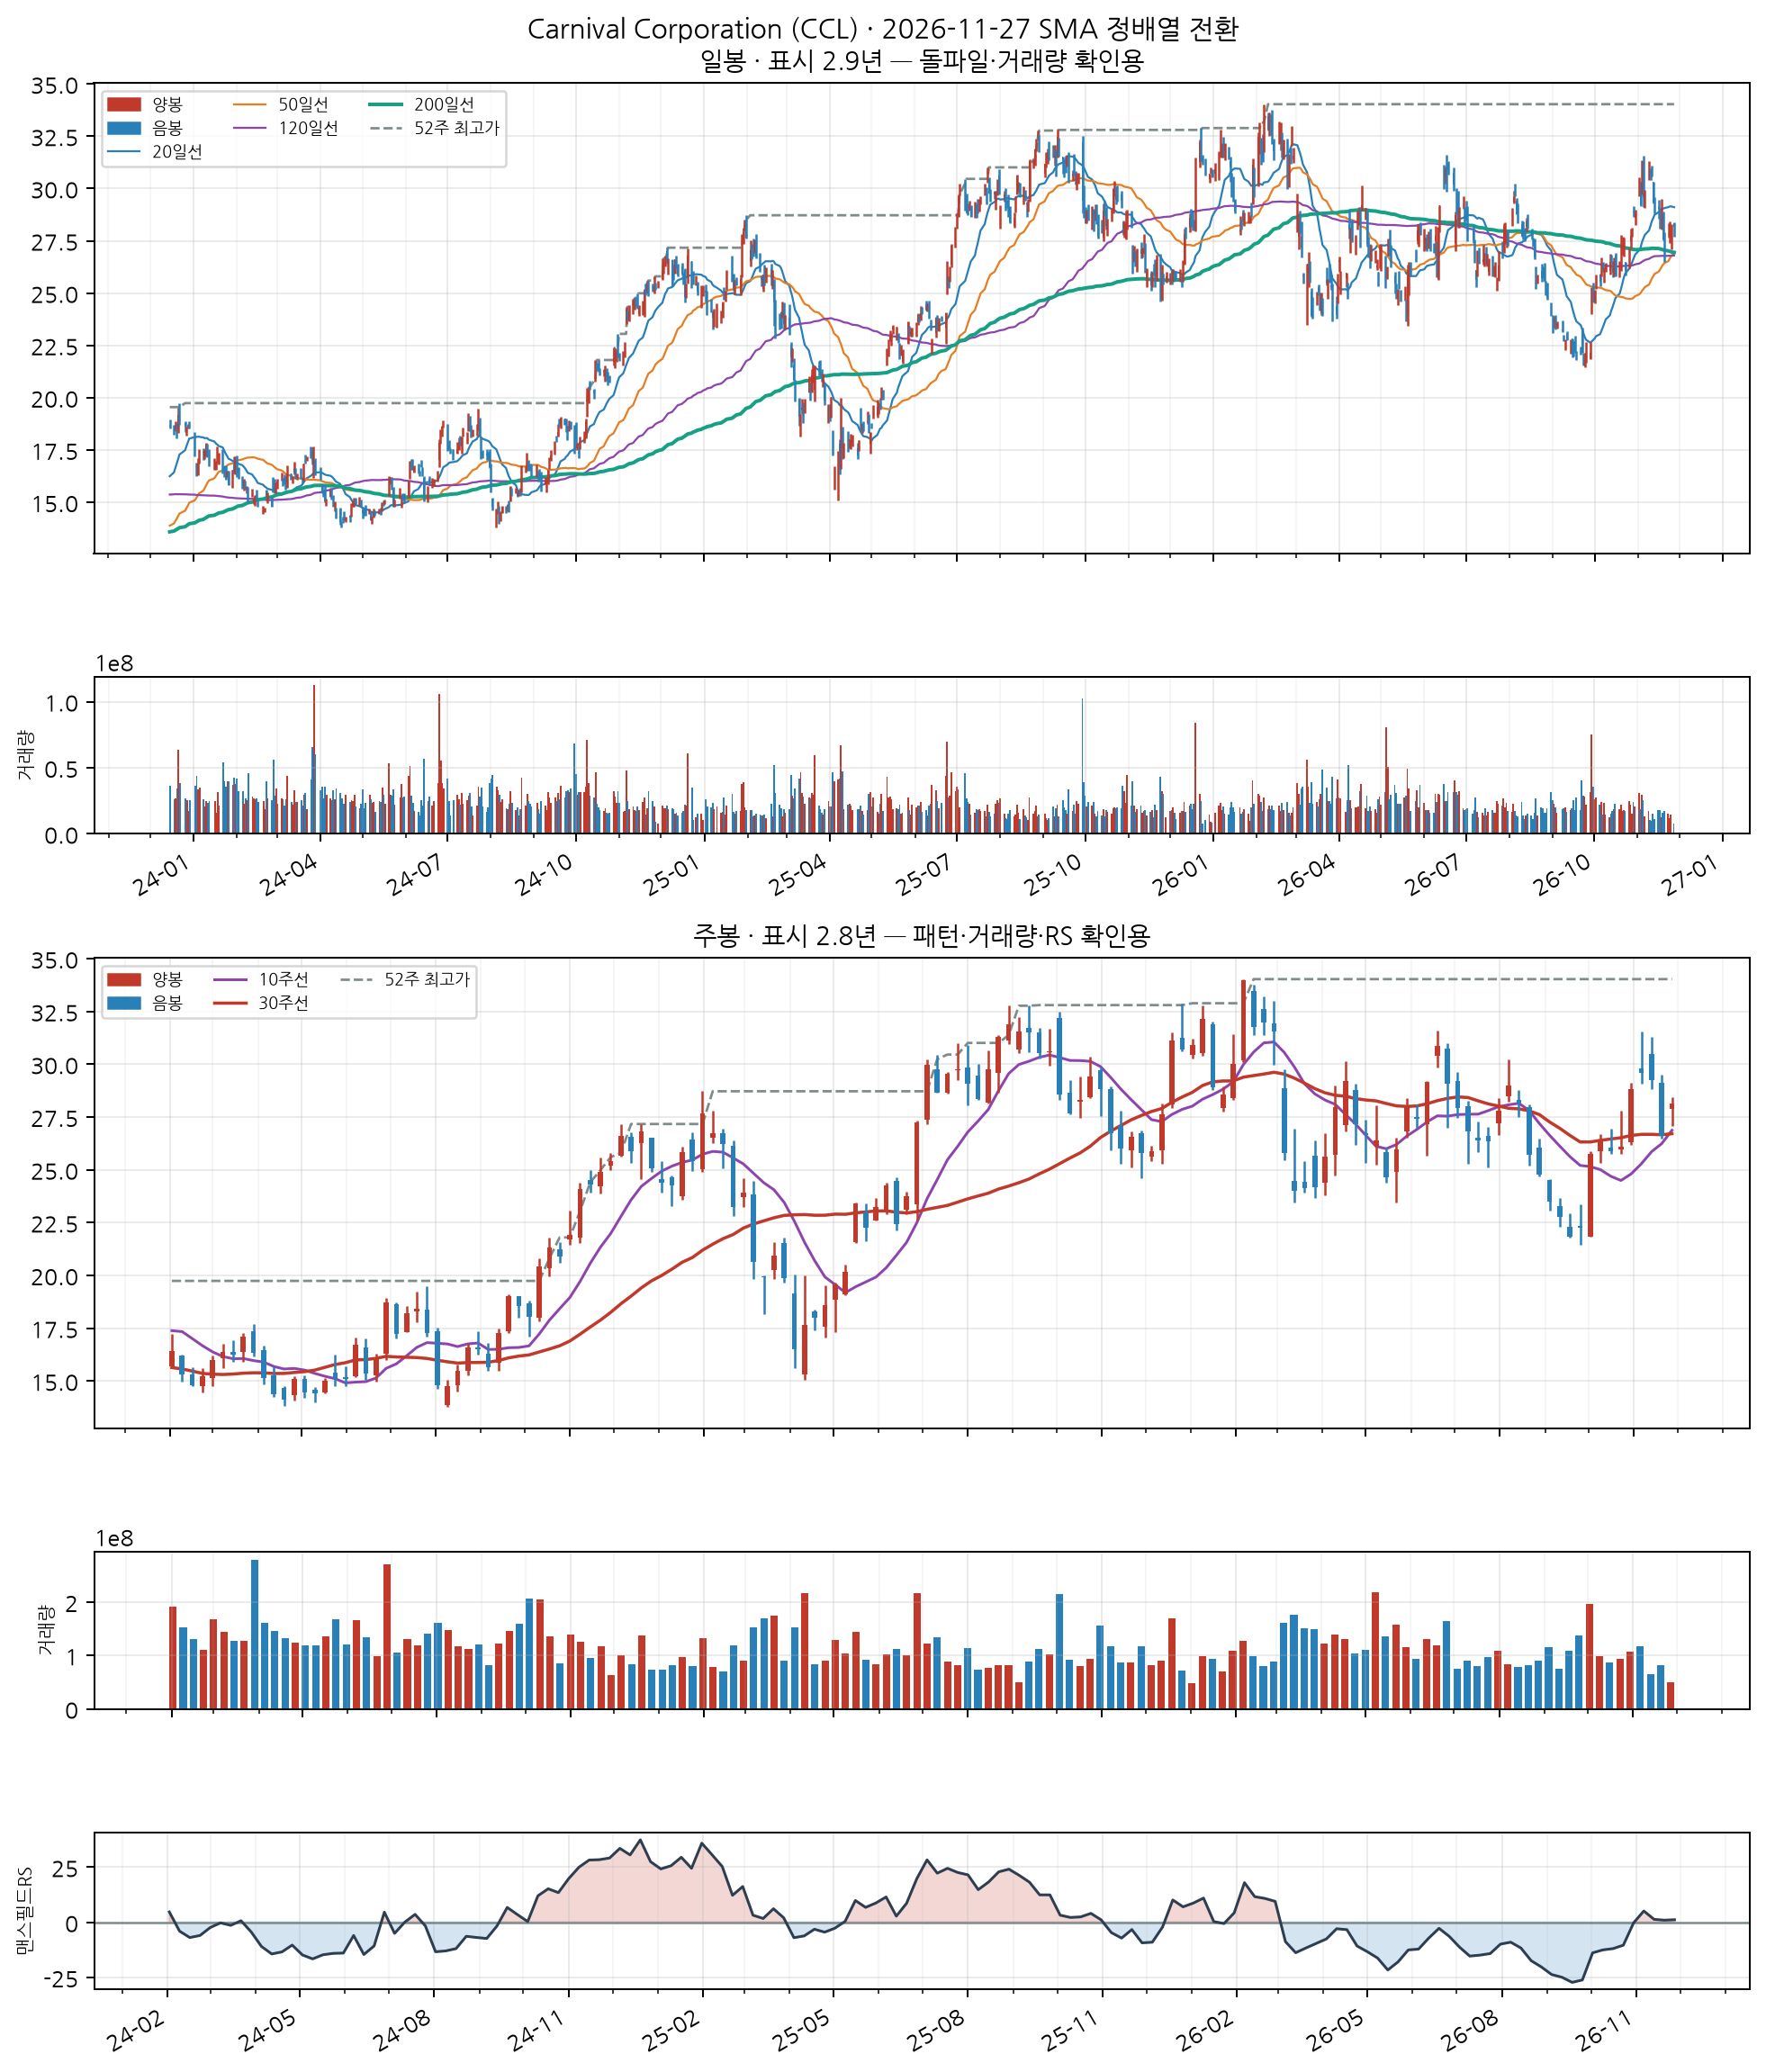 Carnival Corporation (CCL) · 2026-11-27 SMA 정배열 전환
일봉 · 표시 2.9년 — 돌파일·거래량 확인용
양봉 50일선 200일선
음봉 120일선 52주 최고가
20일선
35.0
32.5
30.0
27.5
25.0
22.5
20.0
17.5
15.0
1e8
거래량
1.0
0.5
0.0
24-01 24-04 24-07 24-10 25-01 25-04 25-07 25-10 26-01 26-04 26-07 26-10 27-01
주봉 · 표시 2.8년 — 패턴·거래량·RS 확인용
양봉 10주선 52주 최고가
음봉 30주선
35.0
32.5
30.0
27.5
25.0
22.5
20.0
17.5
15.0
1e8
거래량
2
1
0
맨스필드RS
25
0
-25
24-02 24-05 24-08 24-11 25-02 25-05 25-08 25-11 26-02 26-05 26-08 26-11